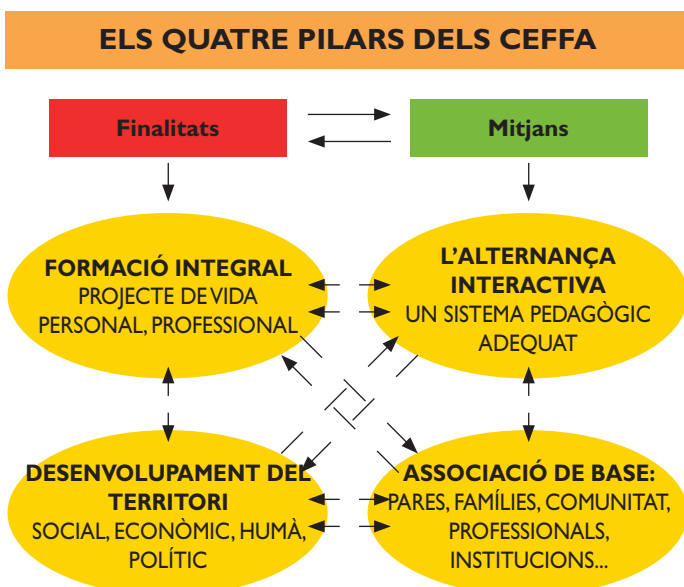 ELS QUATRE PILARS DELS CEFFA
Finalitats
Mitjans
FORMACIÓ INTEGRAL
PROJECTE DE VIDA
PERSONAL, PROFESSIONAL
L'ALTERNANÇA
INTERACTIVA
UN SISTEMA PEDAGÒGIC
ADEQUAT
DESENVOLUPAMENT DEL
TERRITORI
SOCIAL, ECONÒMIC, HUMÀ,
POLÍTIC
ASSOCIACIÓ DE BASE:
PARES, FAMÍLIES, COMUNITAT,
PROFESSIONALS,
INSTITUCIONS...